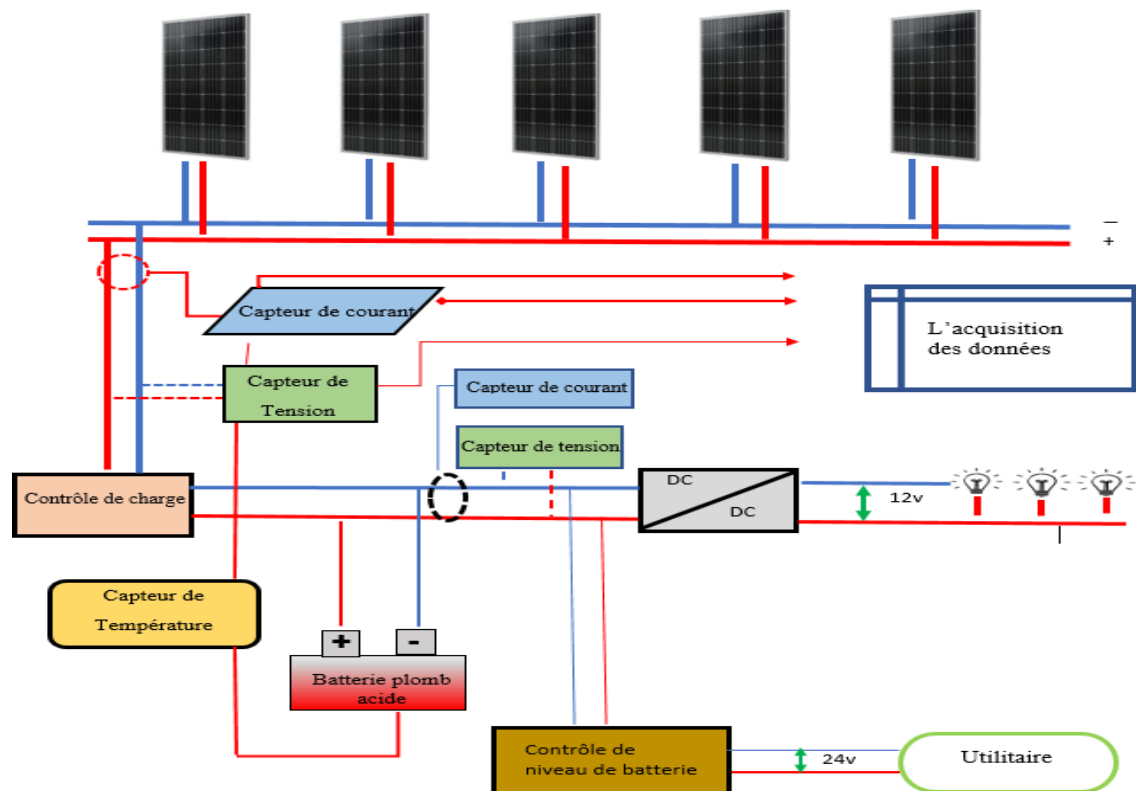 —
+
Capteur de courant
L'acquisition
des données
Capteur de
Tension
Capteur de courant
Capteur de tension
Contrôle de charge
DC
DC
12v
Capteur de
Température
+
-
Batterie plomb
acide
Contrôle de
niveau de batterie
24v
Utilitaire